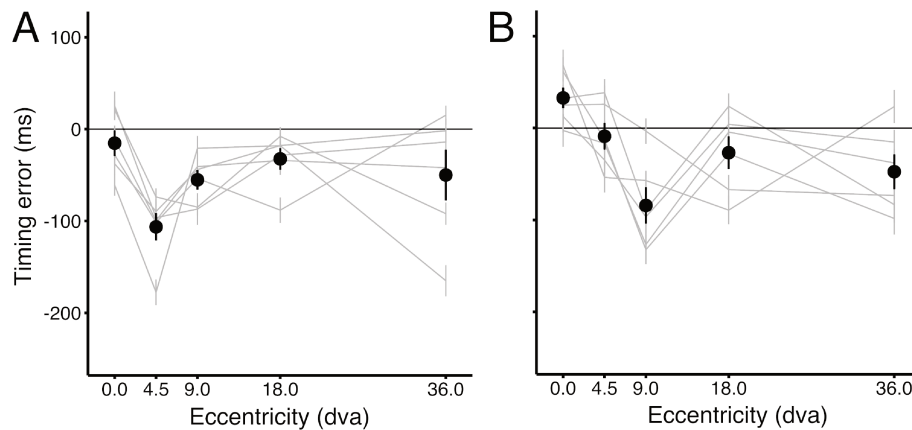 A
B
100
0
-100
-200
Timing error (ms)
0.0 4.5 9.0 18.0 36.0
0.0 4.5 9.0 18.0 36.0
Eccentricity (dva)
Eccentricity (dva)